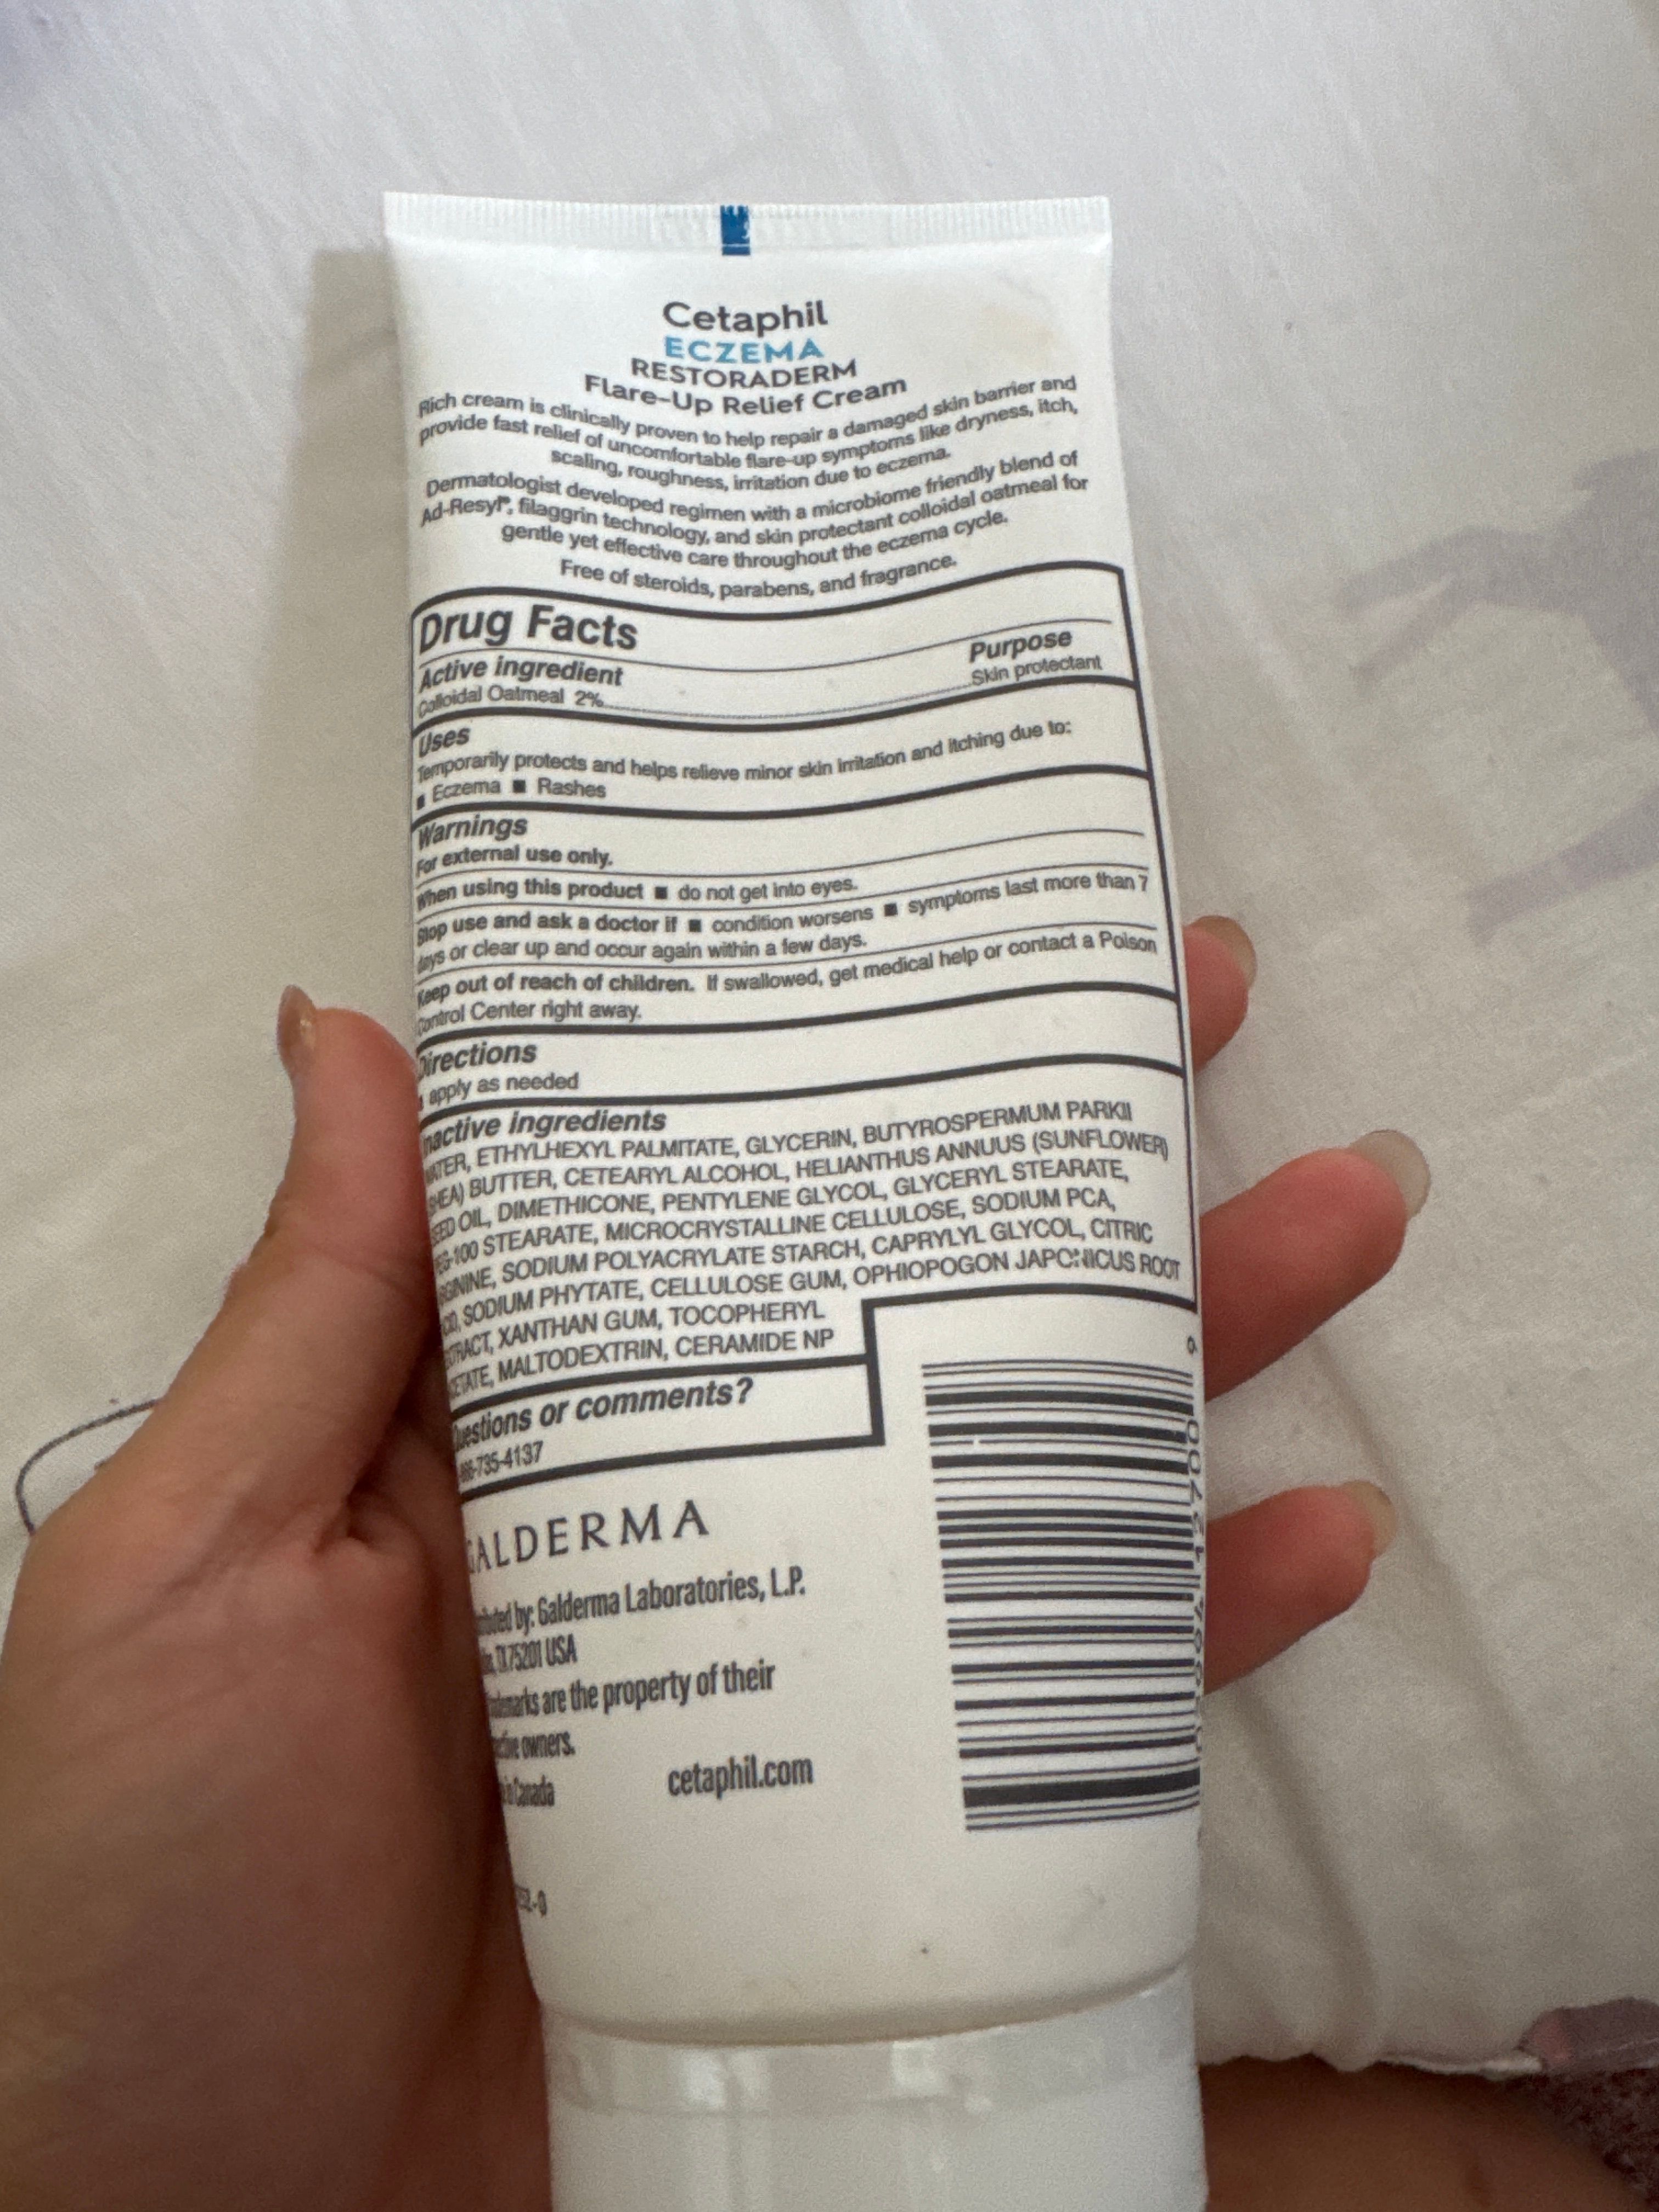 Cetaphil
ECZEMA
RESTORADERM
Flare-Up Relief Cream
Rich cream is clinically proven to help repair a damaged skin barrier and
provide fast relief of uncomfortable flare-up symptoms like dryness, itch,
scaling, roughness, irritation due to eczema.
Dermatologist developed regimen with a microbiome friendly blend of
Ad-Resyl®, filaggrin technology, and skin protectant colloidal oatmeal for
gentle yet effective care throughout the eczema cycle.
Free of steroids, parabens, and fragrance.
Drug Facts
Active ingredient Purpose
Colloidal Oatmeal 2% Skin protectant
Uses
Temporarily protects and helps relieve minor skin irritation and itching due to:
■ Eczema ■ Rashes
Warnings
For external use only.
When using this product ■ do not get into eyes.
Stop use and ask a doctor if ■ condition worsens ■ symptoms last more than 7
days or clear up and occur again within a few days.
Keep out of reach of children. If swallowed, get medical help or contact a Poison
Control Center right away.
Directions
■ apply as needed
Inactive ingredients
WATER, ETHYLHEXYL PALMITATE, GLYCERIN, BUTYROSPERMUM PARKII
(SHEA) BUTTER, CETEARYL ALCOHOL, HELIANTHUS ANNUUS (SUNFLOWER)
SEED OIL, DIMETHICONE, PENTYLENE GLYCOL, GLYCERYL STEARATE,
PEG-100 STEARATE, MICROCRYSTALLINE CELLULOSE, SODIUM PCA,
ARGININE, SODIUM POLYACRYLATE STARCH, CAPRYLYL GLYCOL, CITRIC
ACID, SODIUM PHYTATE, CELLULOSE GUM, OPHIOPOGON JAPONICUS ROOT
EXTRACT, XANTHAN GUM, TOCOPHERYL
ACETATE, MALTODEXTRIN, CERAMIDE NP
Questions or comments?
735-4137
GALDERMA
by: Galderma Laboratories, L.P.
TX 75201 USA
trademarks are the property of their
owners.
in Canada
cetaphil.com